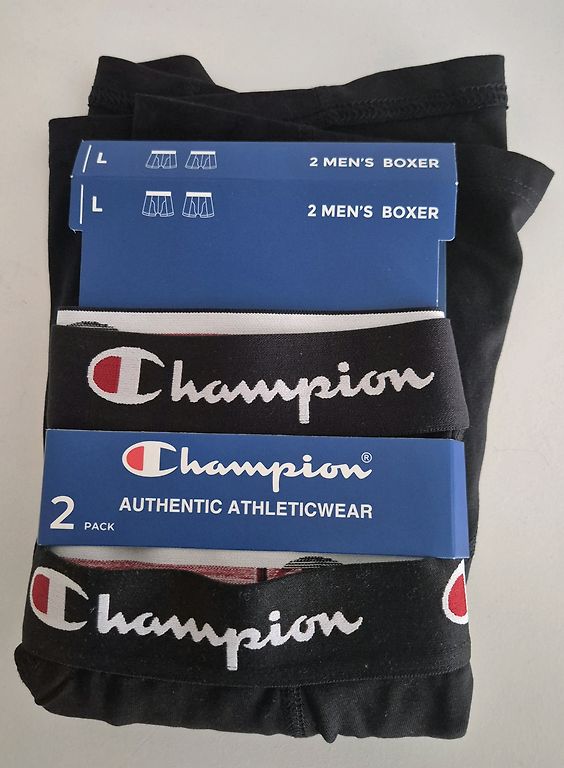 L 2 MEN'S BOXER
L 2 MEN'S BOXER
Champion
Champion®
AUTHENTIC ATHLETICWEAR
2 PACK
Champion